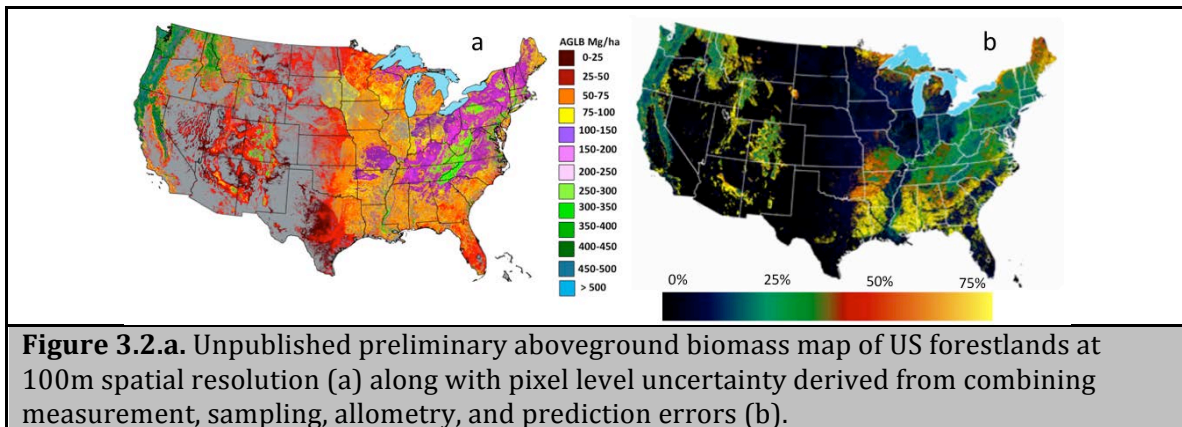 a
AGLB Mg/ha
0-25
25-50
50-75
75-100
100-150
150-200
200-250
250-300
300-350
350-400
400-450
450-500
> 500
b
0% 25% 50% 75%
Figure 3.2.a. Unpublished preliminary aboveground biomass map of US forestlands at
100m spatial resolution (a) along with pixel level uncertainty derived from combining
measurement, sampling, allometry, and prediction errors (b).